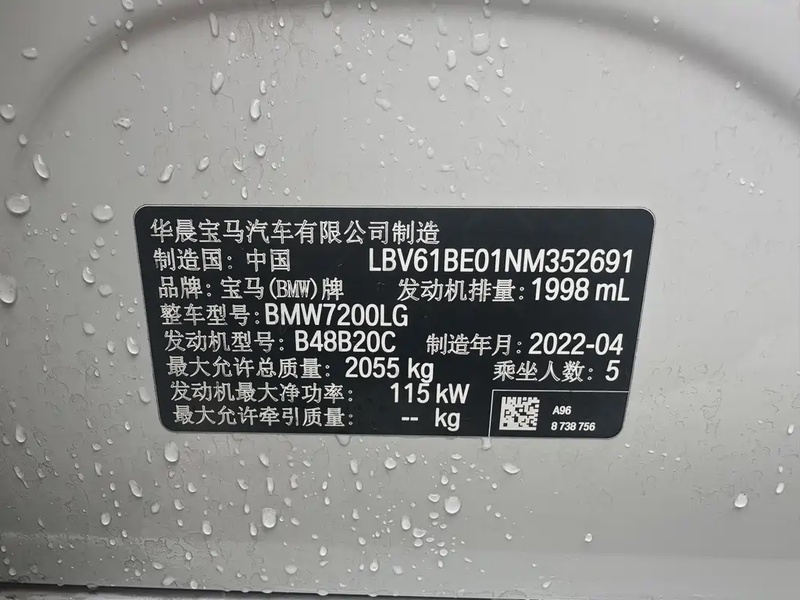 华晨宝马汽车有限公司制造
制造国: 中国 LBV61BE01NM352691
品牌: 宝马(BMW)牌 发动机排量: 1998 mL
整车型号: BMW7200LG
发动机型号: B48B20C 制造年月: 2022-04
最大允许总质量: 2055 kg 乘坐人数: 5
发动机最大净功率: 115 kW
最大允许牵引质量: -- kg
A96
8 738 756